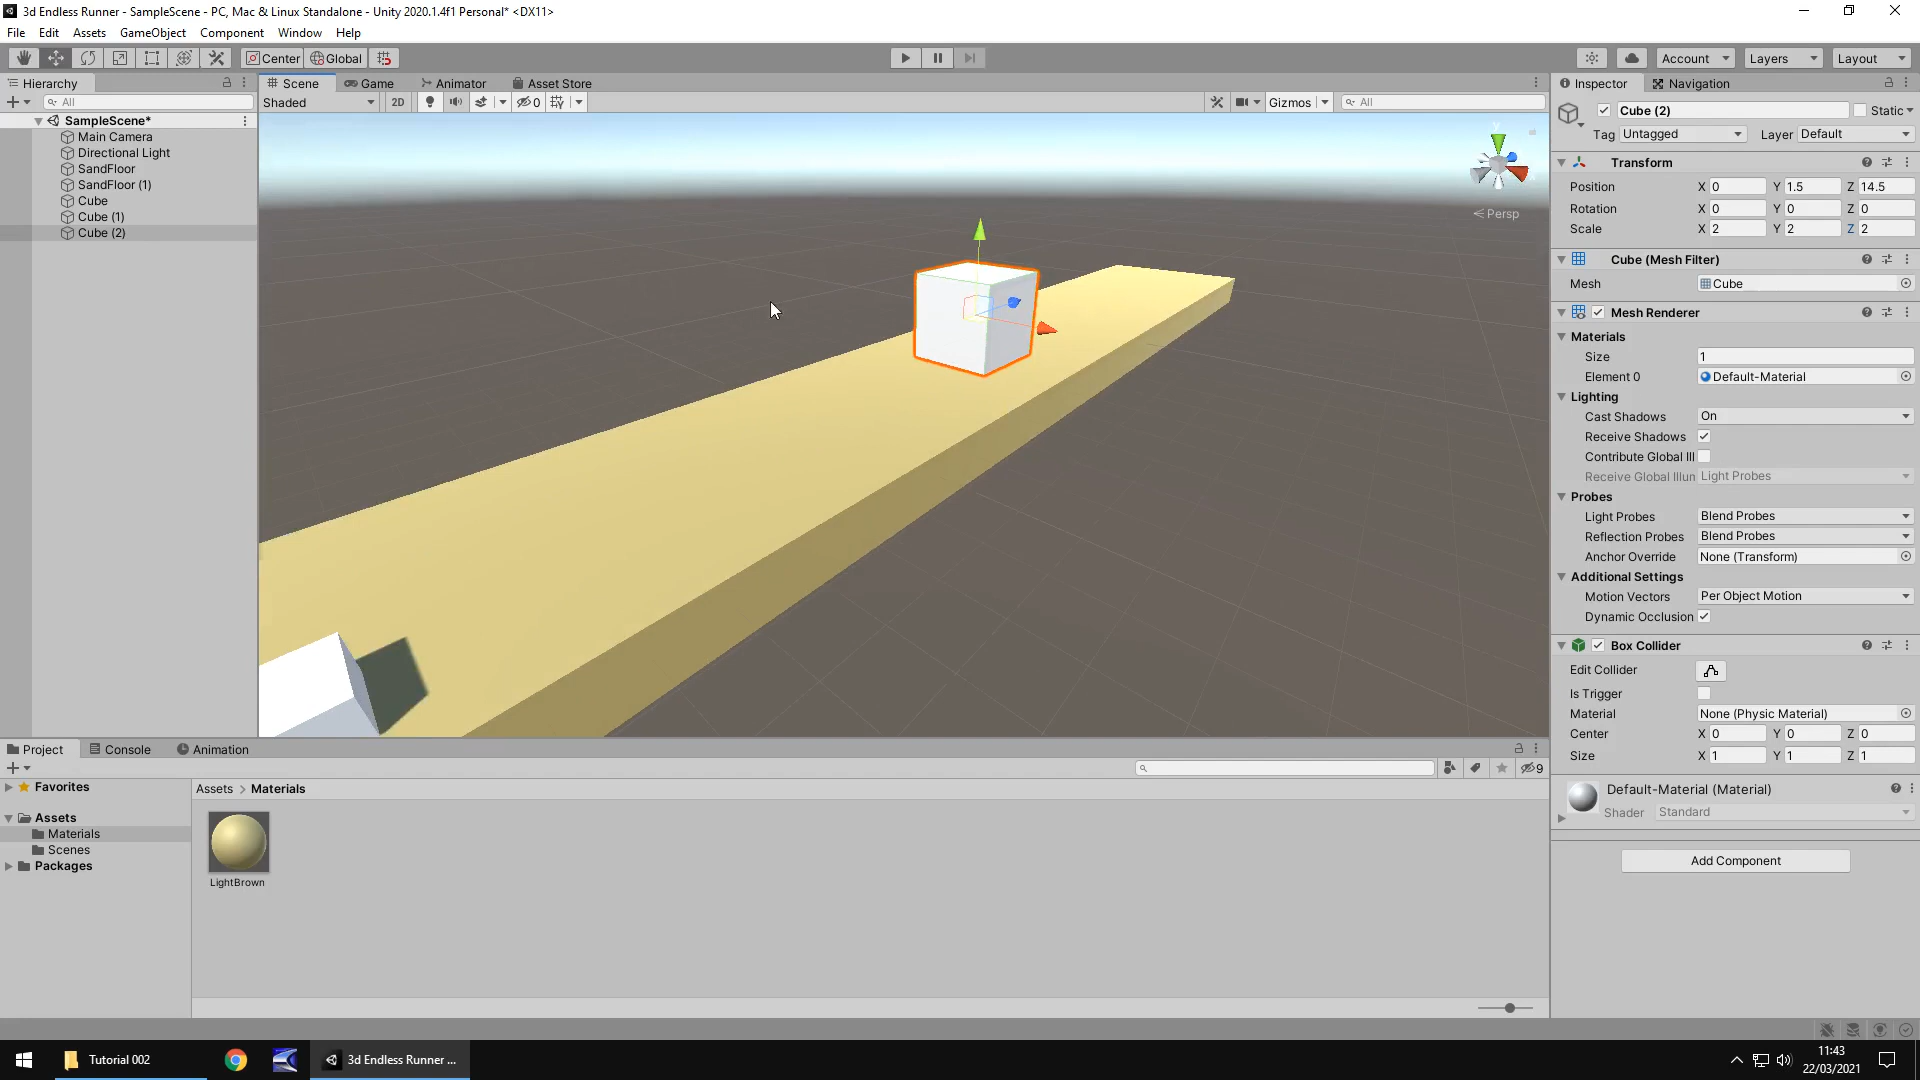 3d Endless Runner - SampleScene - PC, Mac & Linux Standalone - Unity 2020.1.4f1 Personal* <DX11>
File Edit Assets GameObject Component Window Help
Center Global Account Layers Layout
Hierarchy
All
SampleScene*
Main Camera
Directional Light
SandFloor
SandFloor (1)
Cube
Cube (1)
Cube (2)
Scene Game Animator Asset Store
Shaded 2D 0 Gizmos All
Persp
Inspector Navigation
Cube (2) Static
Tag Untagged Layer Default
Transform
Position X 0 Y 1.5 Z 14.5
Rotation X 0 Y 0 Z 0
Scale X 2 Y 2 Z 2
Cube (Mesh Filter)
Mesh Cube
Mesh Renderer
Materials
Size 1
Element 0 Default-Material
Lighting
Cast Shadows On
Receive Shadows
Contribute Global Ill
Receive Global Illun Light Probes
Probes
Light Probes Blend Probes
Reflection Probes Blend Probes
Anchor Override None (Transform)
Additional Settings
Motion Vectors Per Object Motion
Dynamic Occlusion
Box Collider
Edit Collider
Is Trigger
Material None (Physic Material)
Center X 0 Y 0 Z 0
Size X 1 Y 1 Z 1
Default-Material (Material)
Shader Standard
Add Component
Project Console Animation
9
Favorites
Assets
Materials
Scenes
Packages
Assets > Materials
LightBrown
Tutorial 002
3d Endless Runner ...
11:43
22/03/2021